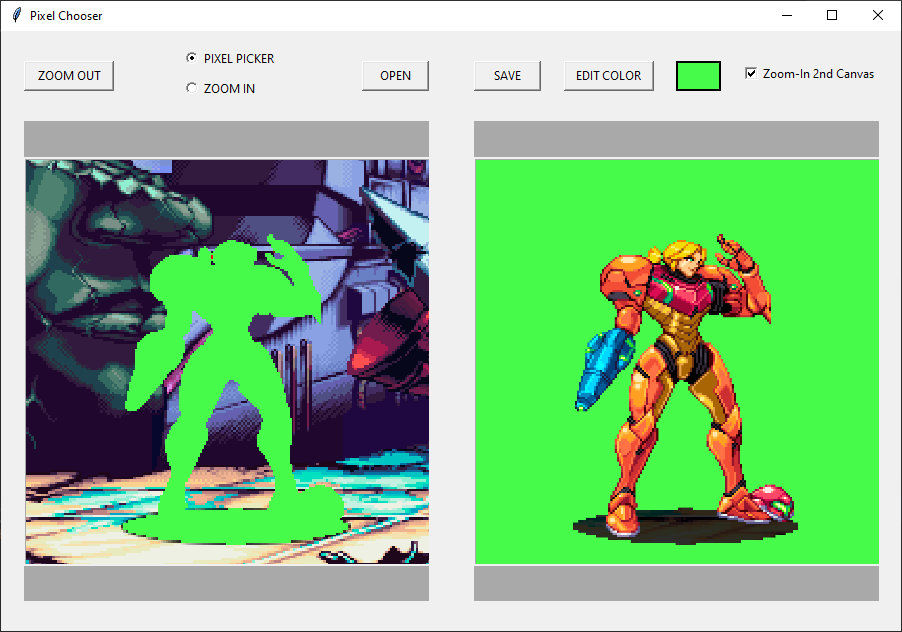 Pixel Chooser
ZOOM OUT
PIXEL PICKER
ZOOM IN
OPEN
SAVE
EDIT COLOR
Zoom-In 2nd Canvas